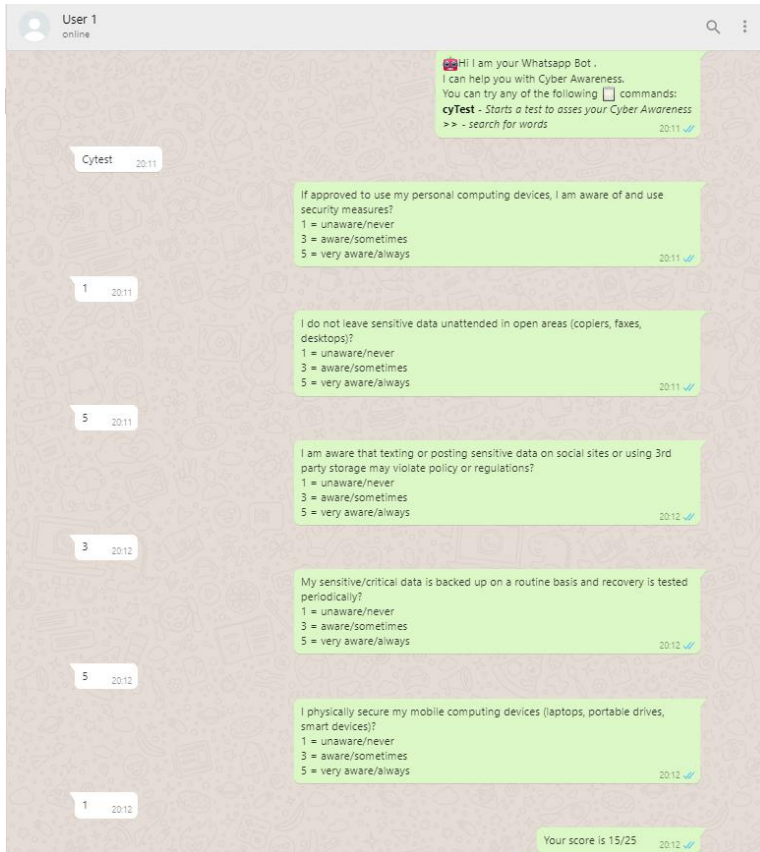 User 1
online
🤖Hi I am your Whatsapp Bot .
I can help you with Cyber Awareness.
You can try any of the following 📋 commands:
cyTest - Starts a test to asses your Cyber Awareness
>> - search for words
20:11
Cytest 20:11
If approved to use my personal computing devices, I am aware of and use
security measures?
1 = unaware/never
3 = aware/sometimes
5 = very aware/always
20:11
1 20:11
I do not leave sensitive data unattended in open areas (copiers, faxes,
desktops)?
1 = unaware/never
3 = aware/sometimes
5 = very aware/always
20:11
5 20:11
I am aware that texting or posting sensitive data on social sites or using 3rd
party storage may violate policy or regulations?
1 = unaware/never
3 = aware/sometimes
5 = very aware/always
20:12
3 20:12
My sensitive/critical data is backed up on a routine basis and recovery is tested
periodically?
1 = unaware/never
3 = aware/sometimes
5 = very aware/always
20:12
5 20:12
I physically secure my mobile computing devices (laptops, portable drives,
smart devices)?
1 = unaware/never
3 = aware/sometimes
5 = very aware/always
20:12
1 20:12
Your score is 15/25 20:12